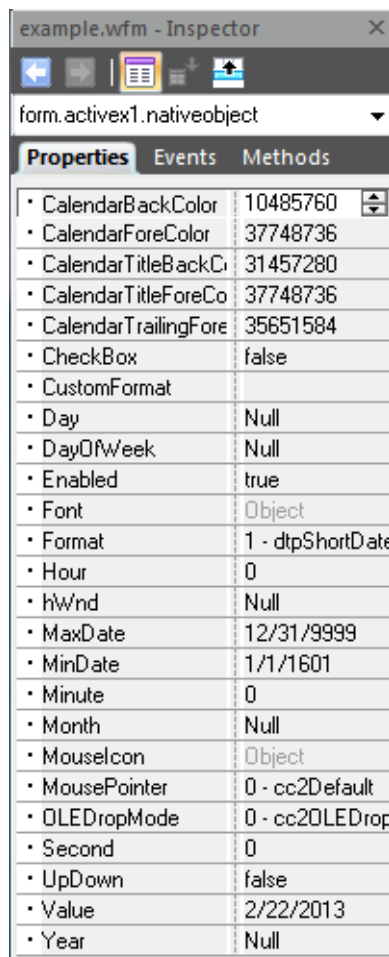 example.wfm - Inspector
form.activex1.nativeobject
Properties Events Methods
CalendarBackColor 10485760
CalendarForeColor 37748736
CalendarTitleBackC 31457280
CalendarTitleForeCo 37748736
CalendarTrailingFore 35651584
CheckBox false
CustomFormat
Day Null
DayOfWeek Null
Enabled true
Font Object
Format 1 - dtpShortDate
Hour 0
hWnd Null
MaxDate 12/31/9999
MinDate 1/1/1601
Minute 0
Month Null
MouseIcon Object
MousePointer 0 - cc2Default
OLEDropMode 0 - cc2OLEDrop
Second 0
UpDown false
Value 2/22/2013
Year Null